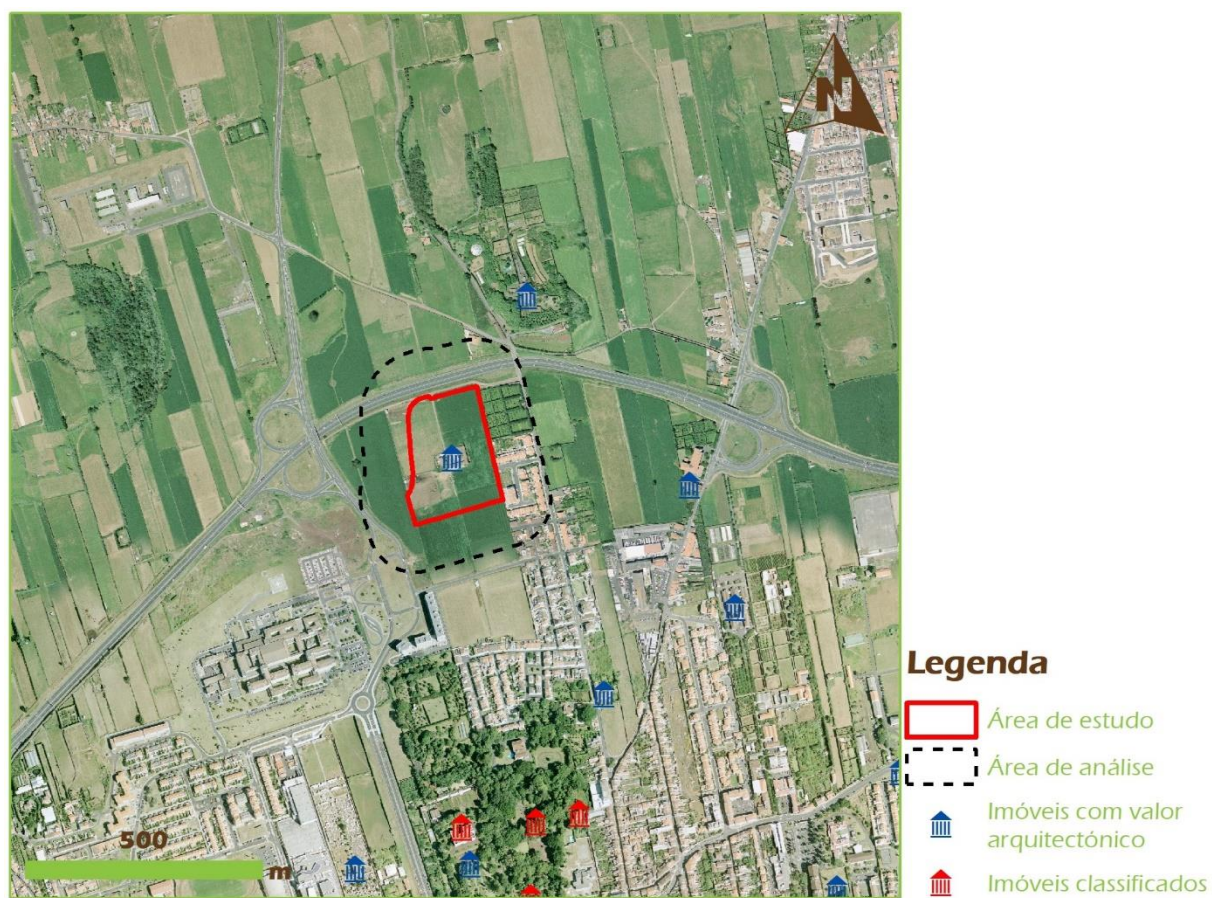 N
500
m
Legenda
Área de estudo
Área de análise
Imóveis com valor
arquitectónico
Imóveis classificados